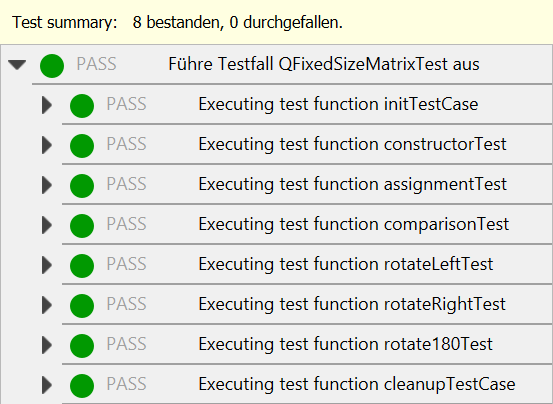 Test summary: 8 bestanden, 0 durchgefallen.
PASS Führe Testfall QFixedSizeMatrixTest aus
PASS Executing test function initTestCase
PASS Executing test function constructorTest
PASS Executing test function assignmentTest
PASS Executing test function comparisonTest
PASS Executing test function rotateLeftTest
PASS Executing test function rotateRightTest
PASS Executing test function rotate180Test
PASS Executing test function cleanupTestCase